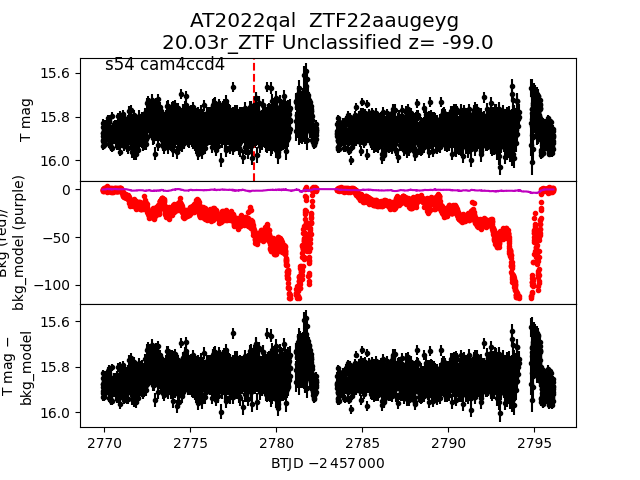 AT2022qal  ZTF22aaugeyg
20.03r_ZTF Unclassified z= -99.0
s54 cam4ccd4
15.6
15.8
16.0
T mag
0
−50
−100
Bkg (red)/
bkg_model (purple)
15.6
15.8
16.0
T mag −
bkg_model
2770 2775 2780 2785 2790 2795
BTJD −2 457 000